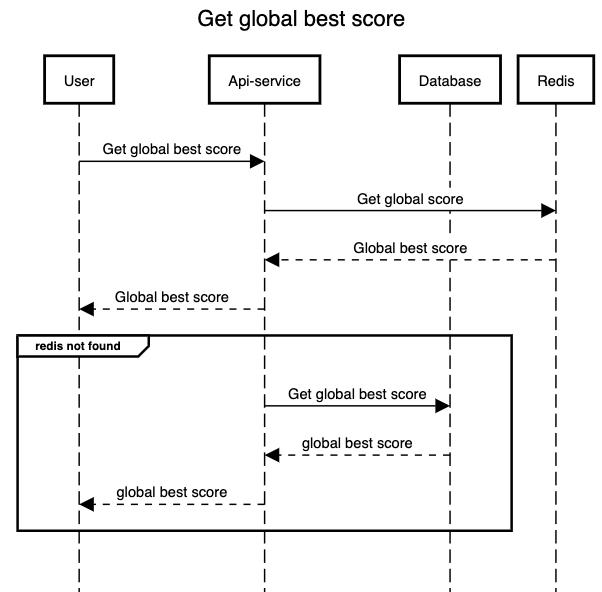 Get global best score
User
Api-service
Database
Redis
Get global best score
Get global score
Global best score
Global best score
redis not found
Get global best score
global best score
global best score